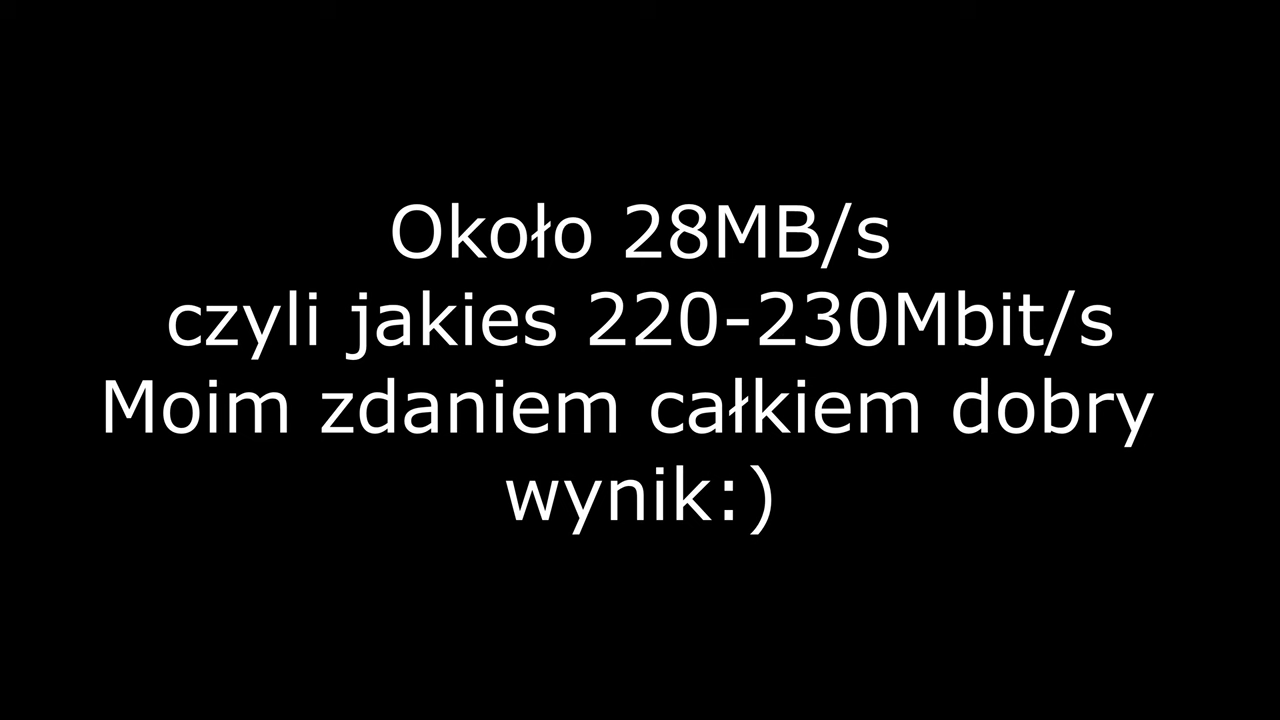 Około 28MB/s
czyli jakies 220-230Mbit/s
Moim zdaniem całkiem dobry
wynik:)